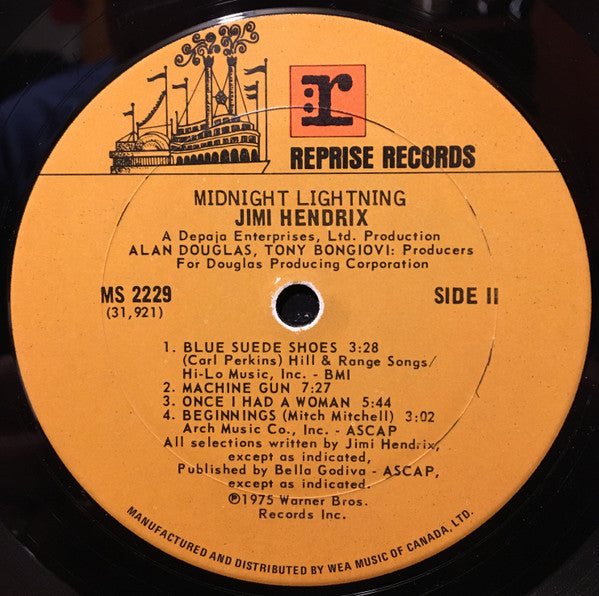 r
REPRISE RECORDS
MIDNIGHT LIGHTNING
JIMI HENDRIX
A Depaja Enterprises, Ltd. Production
ALAN DOUGLAS, TONY BONGIOVI: Producers
For Douglas Producing Corporation
MS 2229
(31,921)
SIDE II
1. BLUE SUEDE SHOES 3:28
(Carl Perkins) Hill & Range Songs/
Hi-Lo Music, Inc. - BMI
2. MACHINE GUN 7:27
3. ONCE I HAD A WOMAN 5:44
4. BEGINNINGS (Mitch Mitchell) 3:02
Arch Music Co., Inc. - ASCAP
All selections written by Jimi Hendrix,
except as indicated,
Published by Bella Godiva - ASCAP,
except as indicated.
℗1975 Warner Bros.
Records Inc.
MANUFACTURED AND DISTRIBUTED BY WEA MUSIC OF CANADA, LTD.